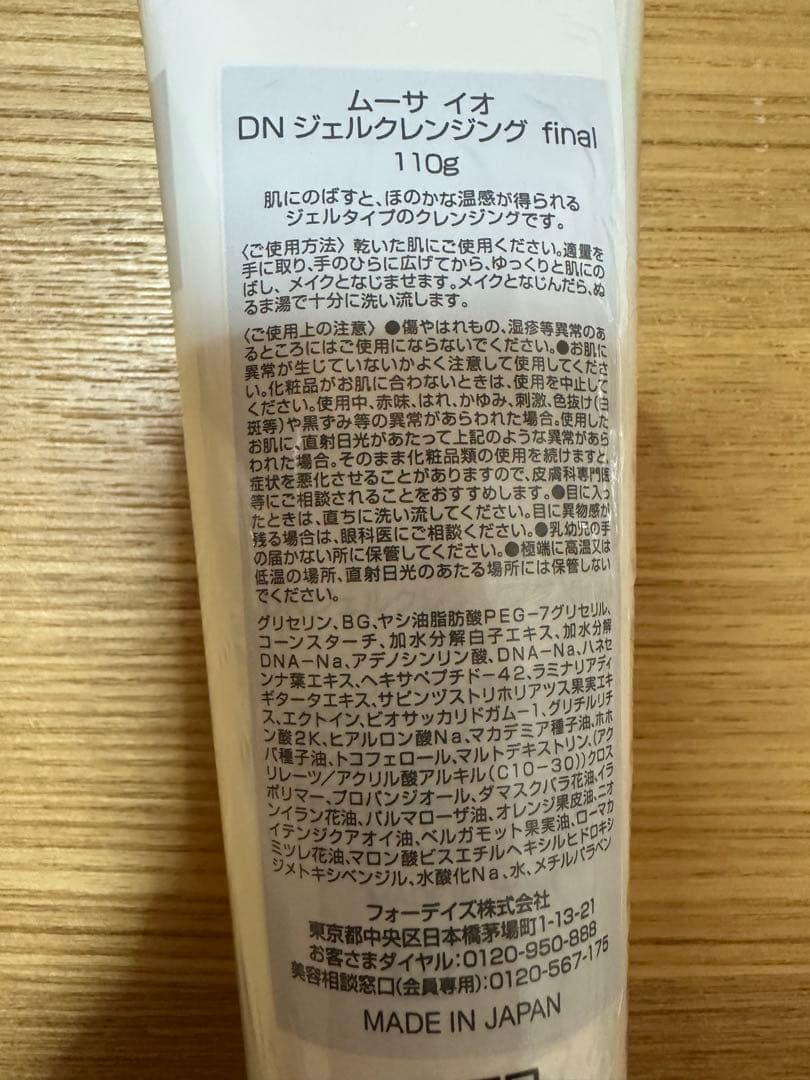 ムーサ イオ
DN ジェルクレンジング final
110g
肌にのばすと、ほのかな温感が得られる
ジェルタイプのクレンジングです。
〈ご使用方法〉 乾いた肌にご使用ください。適量を
手に取り、手のひらに広げてから、ゆっくりと肌にの
ばし、メイクとなじませます。メイクとなじんだら、ぬ
るま湯で十分に洗い流します。
〈ご使用上の注意〉 ●傷やはれもの、湿疹等異常のあ
るところにはご使用にならないでください。●お肌に
異常が生じていないかよく注意して使用してくださ
い。化粧品がお肌に合わないときは、使用を中止して
ください。使用中、赤味、はれ、かゆみ、刺激、色抜け(白
斑等)や黒ずみ等の異常があらわれた場合。使用した
お肌に、直射日光があたって上記のような異常があら
われた場合。そのまま化粧品類の使用を続けますと、
症状を悪化させることがありますので、皮膚科専門医
等にご相談されることをおすすめします。●目に入っ
たときは、直ちに洗い流してください。目に異物感が
残る場合は、眼科医にご相談ください。●乳幼児の手
の届かない所に保管してください。●極端に高温又は
低温の場所、直射日光のあたる場所には保管しない
でください。
グリセリン、BG、ヤシ油脂肪酸PEG-7グリセリル、
コーンスターチ、加水分解白子エキス、加水分解
DNA-Na、アデノシンリン酸、DNA-Na、ハネセ
ンナ葉エキス、ヘキサペプチド-42、ラミナリアディ
ギタータエキス、サピンヅストリホリアツス果実エキ
ス、エクトイン、ビオサッカリドガム-1、グリチルリチ
ン酸2K、ヒアルロン酸Na、マカデミア種子油、ホホ
バ種子油、トコフェロール、マルトデキストリン、(アク
リレーツ/アクリル酸アルキル(C10-30))クロス
ポリマー、プロパンジオール、ダマスクバラ花油、イラ
ンイラン花油、パルマローザ油、オレンジ果皮油、ニオ
イテンジクアオイ油、ベルガモット果実油、ローマカ
ミツレ花油、マロン酸ビスエチルヘキシルヒドロキシ
ジメトキシベンジル、水酸化Na、水、メチルパラベン
フォーデイズ株式会社
東京都中央区日本橋茅場町1-13-21
お客さまダイヤル:0120-950-888
美容相談窓口(会員専用):0120-567-175
MADE IN JAPAN